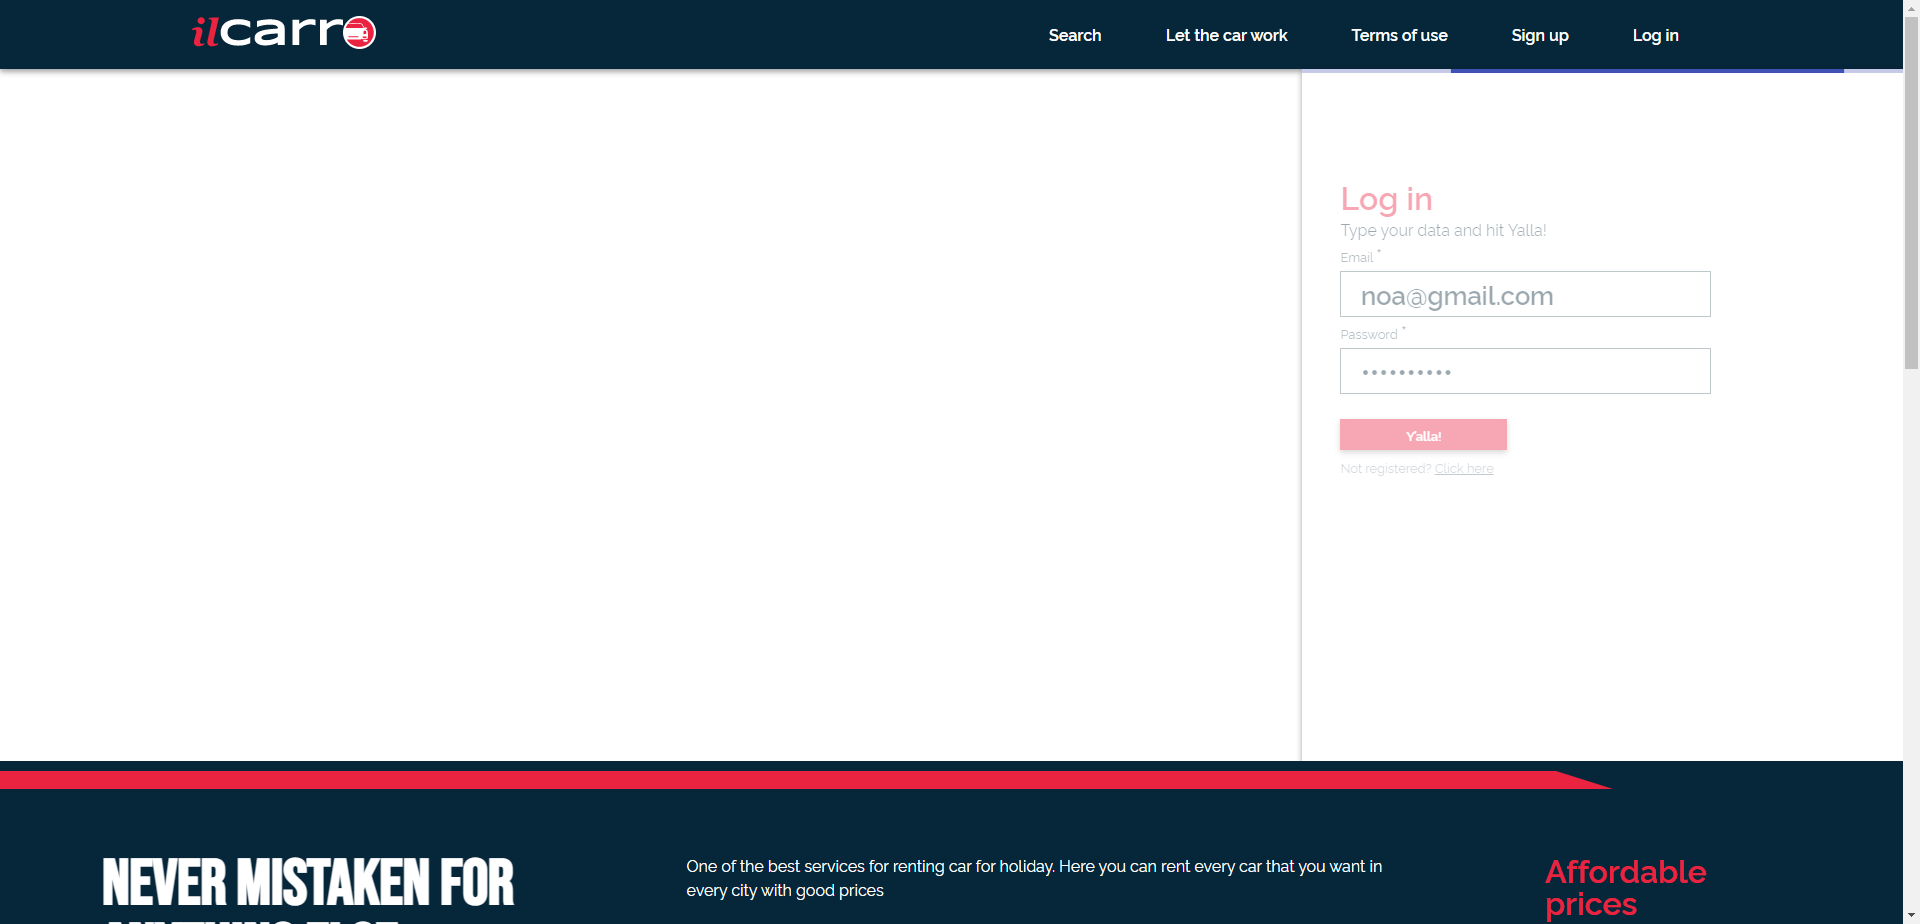 ilcarro
Search
Let the car work
Terms of use
Sign up
Log in
Log in
Type your data and hit Yalla!
Email *
noa@gmail.com
Password *
••••••••••
Y'alla!
Not registered? Click here
NEVER MISTAKEN FOR
ANYTHING ELSE
One of the best services for renting car for holiday. Here you can rent every car that you want in
every city with good prices
Affordable
prices